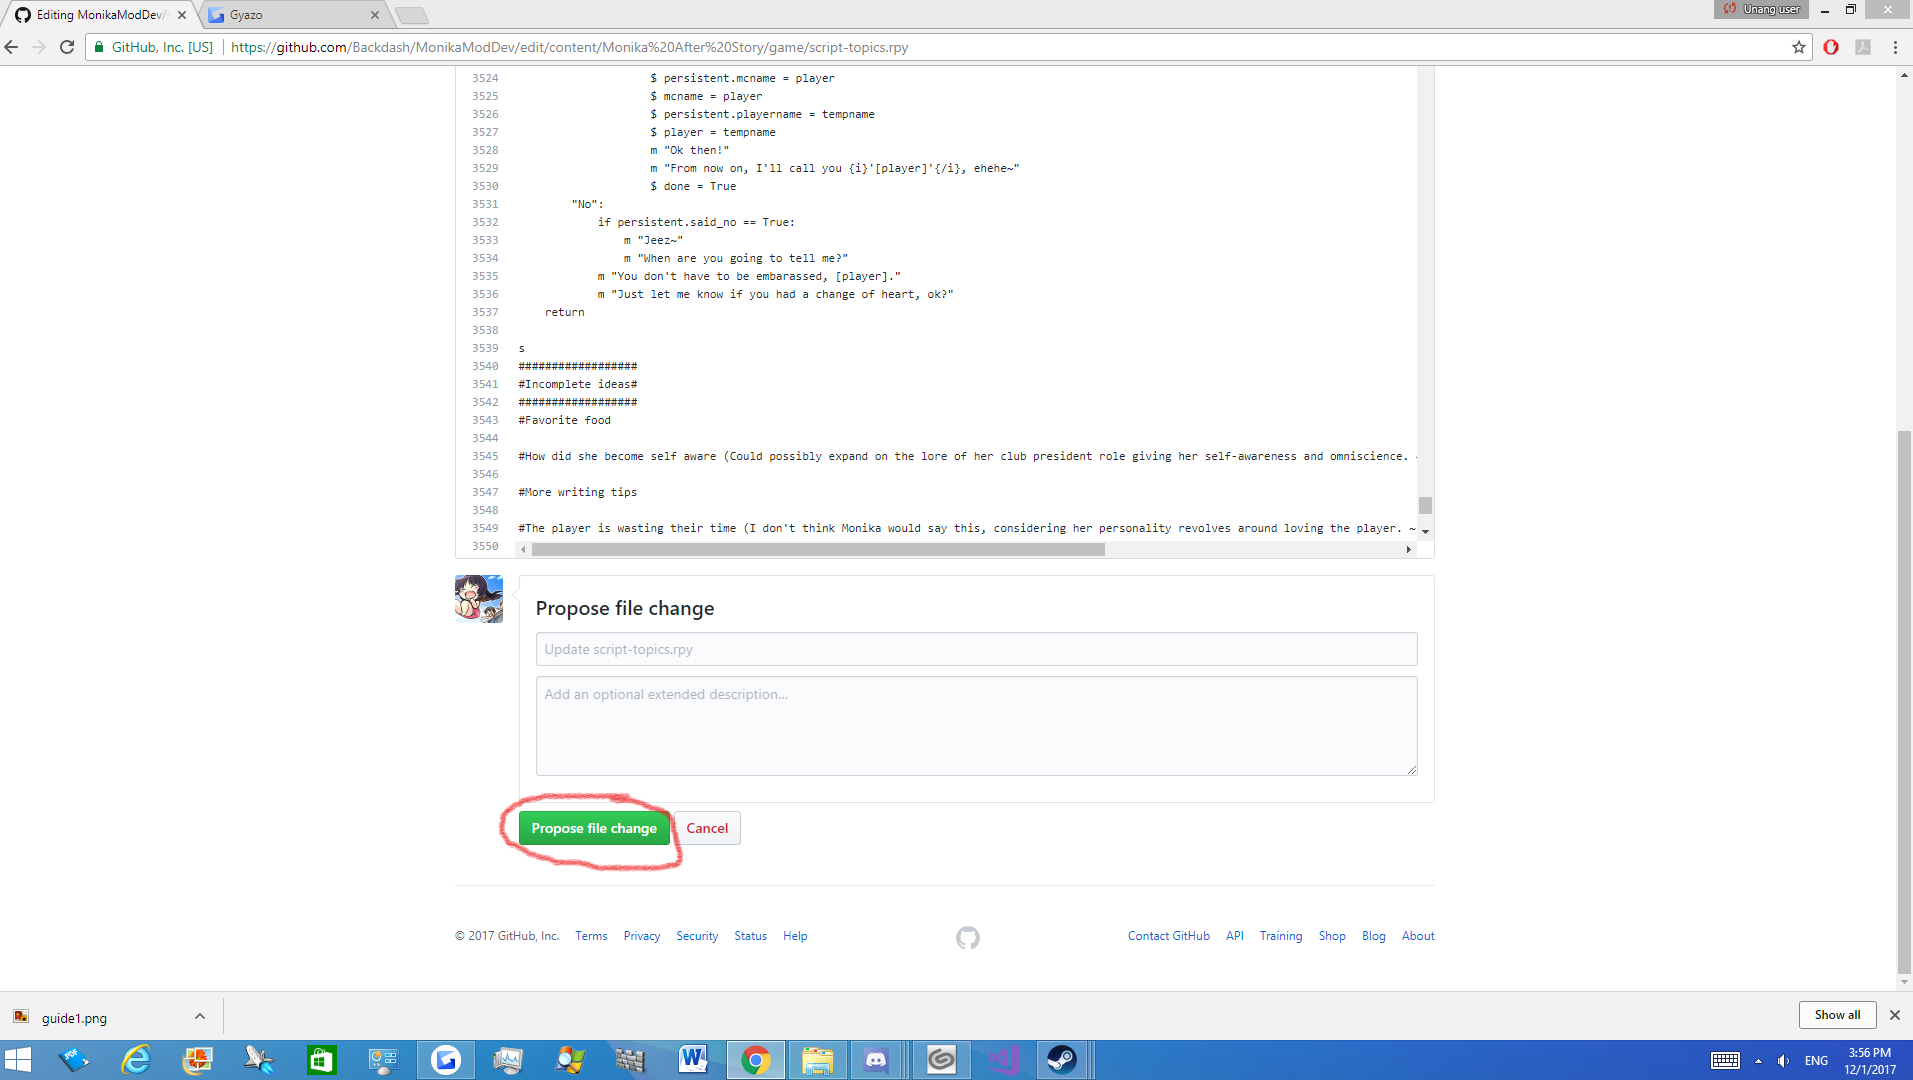 Editing MonikaModDev/
Gyazo
Unang user
GitHub, Inc. [US]
https://github.com/Backdash/MonikaModDev/edit/content/Monika%20After%20Story/game/script-topics.rpy
3524 $ persistent.mcname = player
3525 $ mcname = player
3526 $ persistent.playername = tempname
3527 $ player = tempname
3528 m "Ok then!"
3529 m "From now on, I'll call you {i}'[player]'{/i}, ehehe~"
3530 $ done = True
3531 "No":
3532 if persistent.said_no == True:
3533 m "Jeez~"
3534 m "When are you going to tell me?"
3535 m "You don't have to be embarassed, [player]."
3536 m "Just let me know if you had a change of heart, ok?"
3537 return
3538
3539 s
3540 ##################
3541 #Incomplete ideas#
3542 ##################
3543 #Favorite food
3544
3545 #How did she become self aware (Could possibly expand on the lore of her club president role giving her self-awareness and omniscience.
3546
3547 #More writing tips
3548
3549 #The player is wasting their time (I don't think Monika would say this, considering her personality revolves around loving the player. ~
3550
Propose file change
Update script-topics.rpy
Add an optional extended description...
Propose file change
Cancel
© 2017 GitHub, Inc. Terms Privacy Security Status Help
Contact GitHub API Training Shop Blog About
guide1.png
Show all
PDF
ENG
3:56 PM
12/1/2017